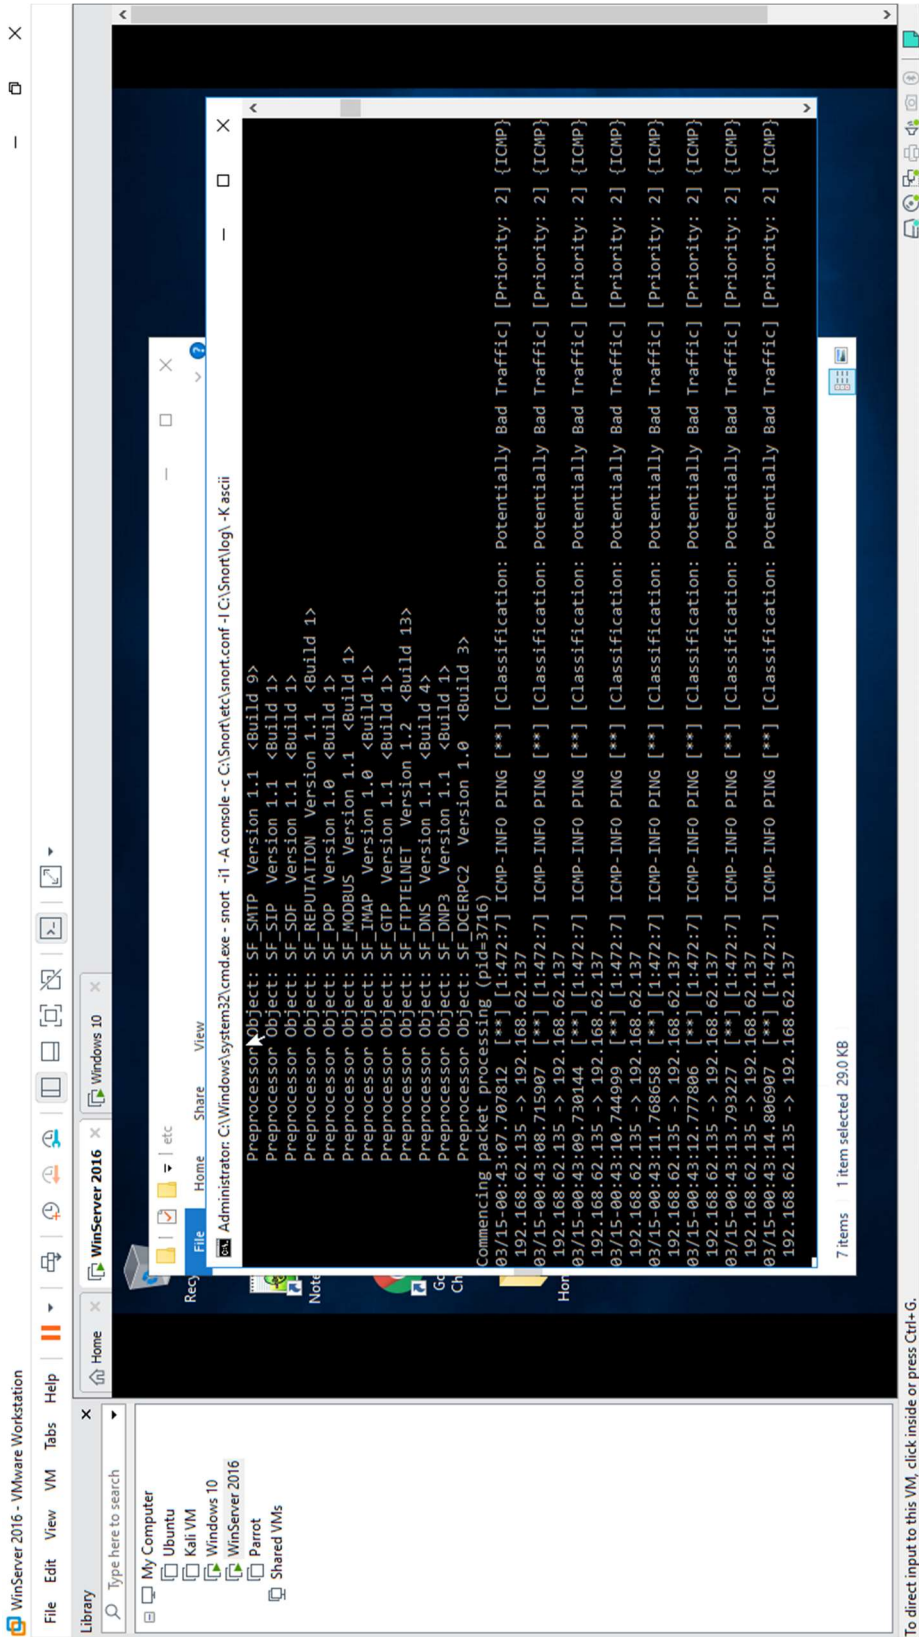 WinServer 2016 - VMware Workstation
File Edit View VM Tabs Help
Library
Type here to search
My Computer
Ubuntu
Kali VM
Windows 10
WinServer 2016
Parrot
Shared VMs
Home
WinServer 2016
Windows 10
Recy
Note
Go
Ch
Hon
etc
File Home Share View
Administrator: C:\Windows\system32\cmd.exe - snort -i1 -A console -c C:\Snort\etc\snort.conf -l C:\Snort\log\ -K ascii
Preprocessor Object: SF_SMTP Version 1.1 <Build 9>
Preprocessor Object: SF_SIP Version 1.1 <Build 1>
Preprocessor Object: SF_SDF Version 1.1 <Build 1>
Preprocessor Object: SF_REPUTATION Version 1.1 <Build 1>
Preprocessor Object: SF_POP Version 1.0 <Build 1>
Preprocessor Object: SF_MODBUS Version 1.1 <Build 1>
Preprocessor Object: SF_IMAP Version 1.0 <Build 1>
Preprocessor Object: SF_GTP Version 1.1 <Build 1>
Preprocessor Object: SF_FTPTELNET Version 1.2 <Build 13>
Preprocessor Object: SF_DNS Version 1.1 <Build 4>
Preprocessor Object: SF_DNP3 Version 1.1 <Build 1>
Preprocessor Object: SF_DCERPC2 Version 1.0 <Build 3>
Commencing packet processing (pid=3716)
03/15-00:43:07.707812 [**] [1:472:7] ICMP-INFO PING [**] [Classification: Potentially Bad Traffic] [Priority: 2] {ICMP}
192.168.62.135 -> 192.168.62.137
03/15-00:43:08.715907 [**] [1:472:7] ICMP-INFO PING [**] [Classification: Potentially Bad Traffic] [Priority: 2] {ICMP}
192.168.62.135 -> 192.168.62.137
03/15-00:43:09.730144 [**] [1:472:7] ICMP-INFO PING [**] [Classification: Potentially Bad Traffic] [Priority: 2] {ICMP}
192.168.62.135 -> 192.168.62.137
03/15-00:43:10.744999 [**] [1:472:7] ICMP-INFO PING [**] [Classification: Potentially Bad Traffic] [Priority: 2] {ICMP}
192.168.62.135 -> 192.168.62.137
03/15-00:43:11.768658 [**] [1:472:7] ICMP-INFO PING [**] [Classification: Potentially Bad Traffic] [Priority: 2] {ICMP}
192.168.62.135 -> 192.168.62.137
03/15-00:43:12.777806 [**] [1:472:7] ICMP-INFO PING [**] [Classification: Potentially Bad Traffic] [Priority: 2] {ICMP}
192.168.62.135 -> 192.168.62.137
03/15-00:43:13.793227 [**] [1:472:7] ICMP-INFO PING [**] [Classification: Potentially Bad Traffic] [Priority: 2] {ICMP}
192.168.62.135 -> 192.168.62.137
03/15-00:43:14.806907 [**] [1:472:7] ICMP-INFO PING [**] [Classification: Potentially Bad Traffic] [Priority: 2] {ICMP}
192.168.62.135 -> 192.168.62.137
7 items 1 item selected 29.0 KB
To direct input to this VM, click inside or press Ctrl+G.